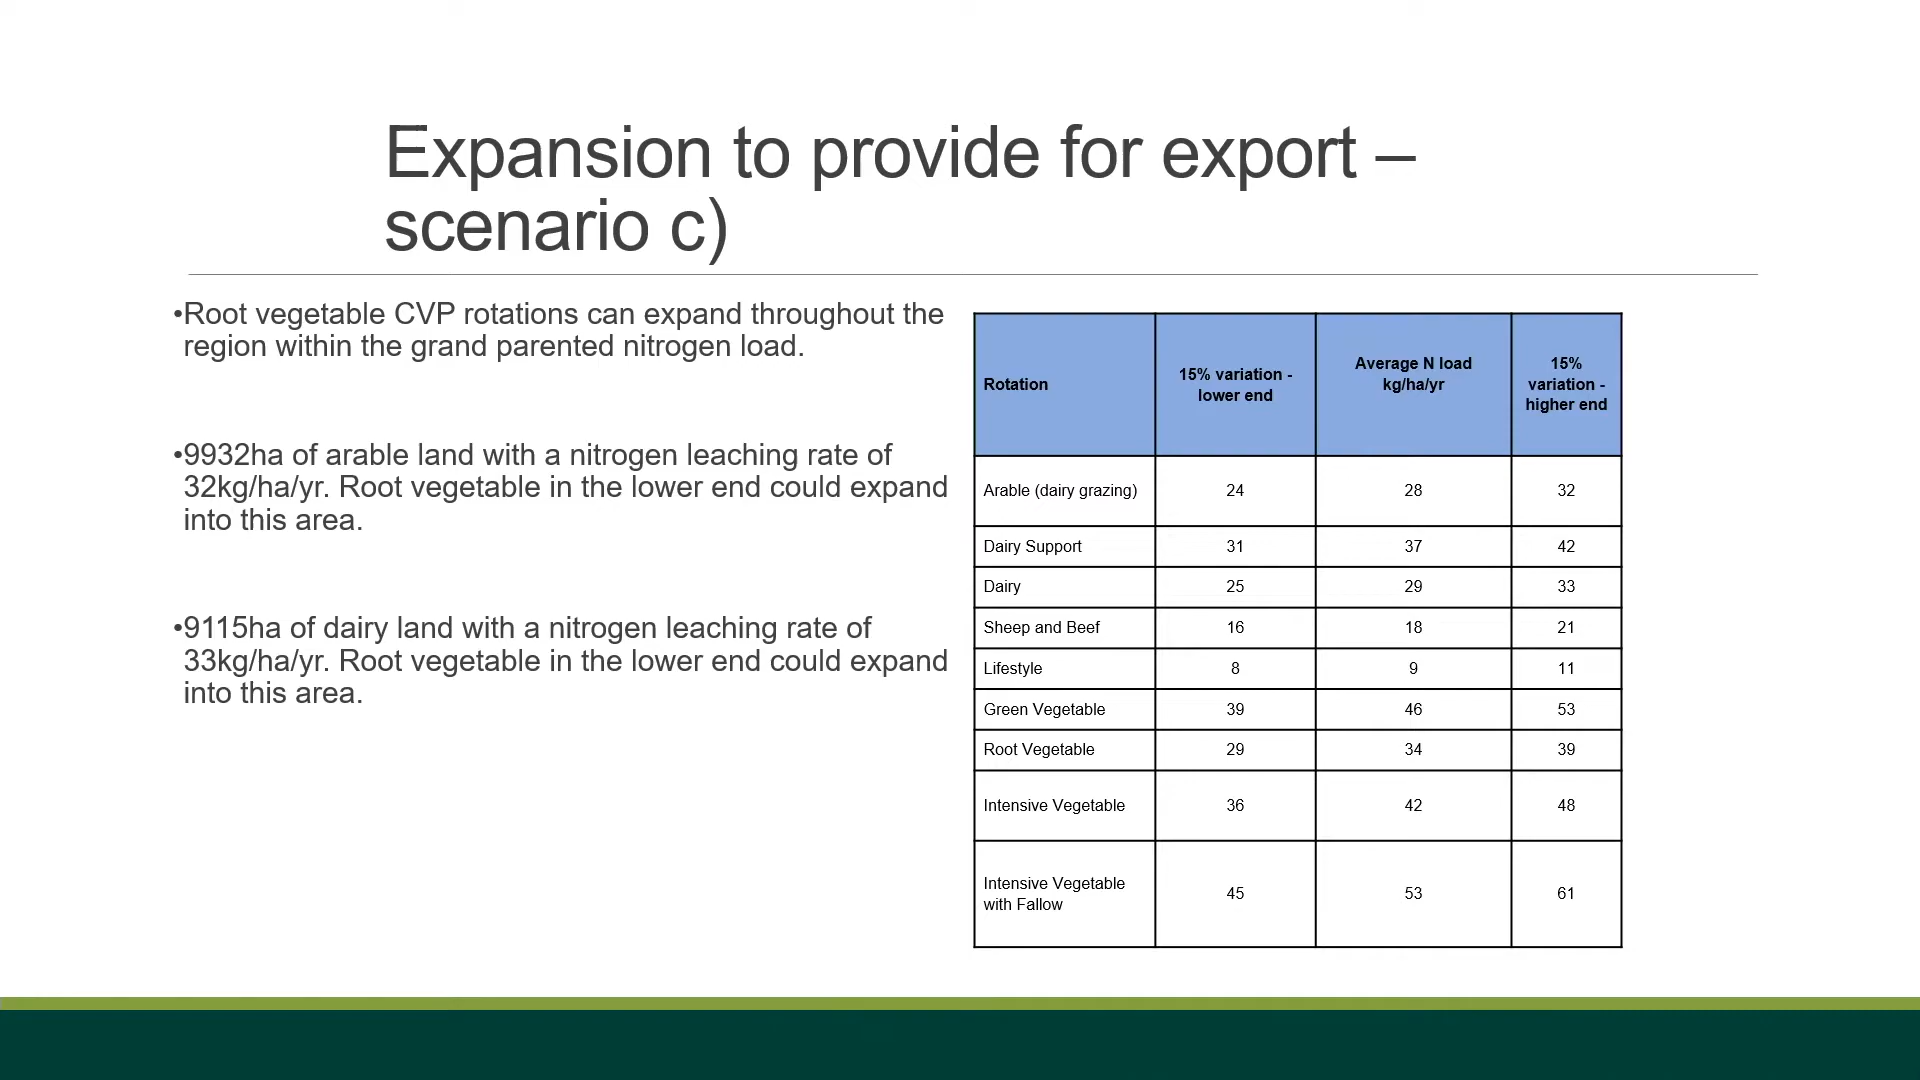 Expansion to provide for export –
scenario c)
•Root vegetable CVP rotations can expand throughout the
region within the grand parented nitrogen load.
•9932ha of arable land with a nitrogen leaching rate of
32kg/ha/yr. Root vegetable in the lower end could expand
into this area.
•9115ha of dairy land with a nitrogen leaching rate of
33kg/ha/yr. Root vegetable in the lower end could expand
into this area.
Rotation 15% variation - lower end Average N load kg/ha/yr 15% variation - higher end
Arable (dairy grazing) 24 28 32
Dairy Support 31 37 42
Dairy 25 29 33
Sheep and Beef 16 18 21
Lifestyle 8 9 11
Green Vegetable 39 46 53
Root Vegetable 29 34 39
Intensive Vegetable 36 42 48
Intensive Vegetable with Fallow 45 53 61